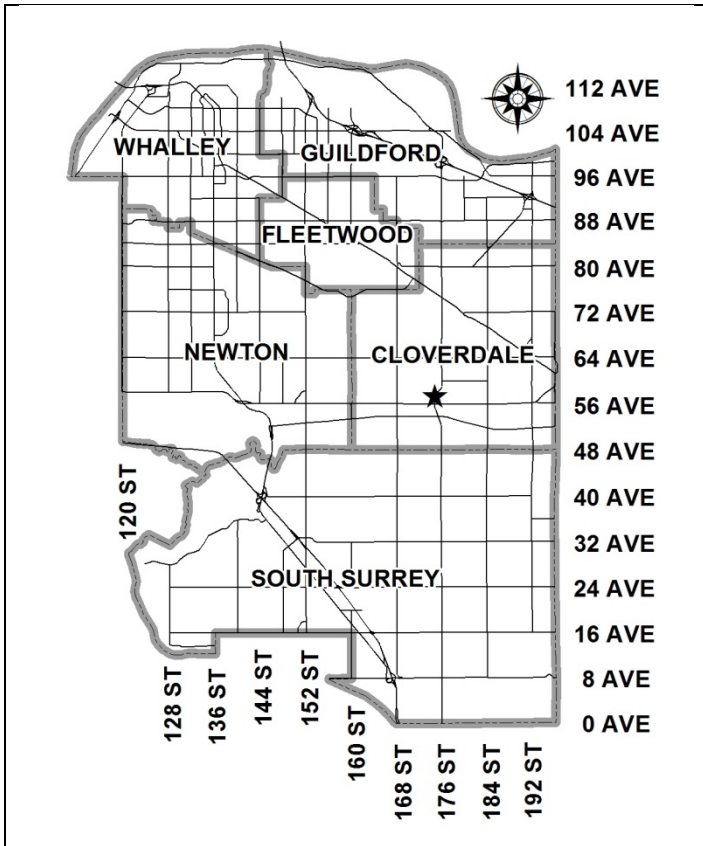 112 AVE
104 AVE
WHALLEY
GUILDFORD
96 AVE
88 AVE
FLEETWOOD
80 AVE
72 AVE
NEWTON
CLOVERDALE
64 AVE
56 AVE
48 AVE
120 ST
40 AVE
32 AVE
SOUTH SURREY
24 AVE
16 AVE
128 ST
136 ST
144 ST
152 ST
8 AVE
160 ST
168 ST
176 ST
184 ST
192 ST
0 AVE